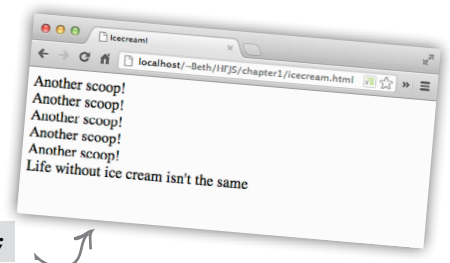 Icecream!
localhost/~Beth/HFJS/chapter1/icecream.html
Another scoop!
Another scoop!
Another scoop!
Another scoop!
Another scoop!
Life without ice cream isn't the same